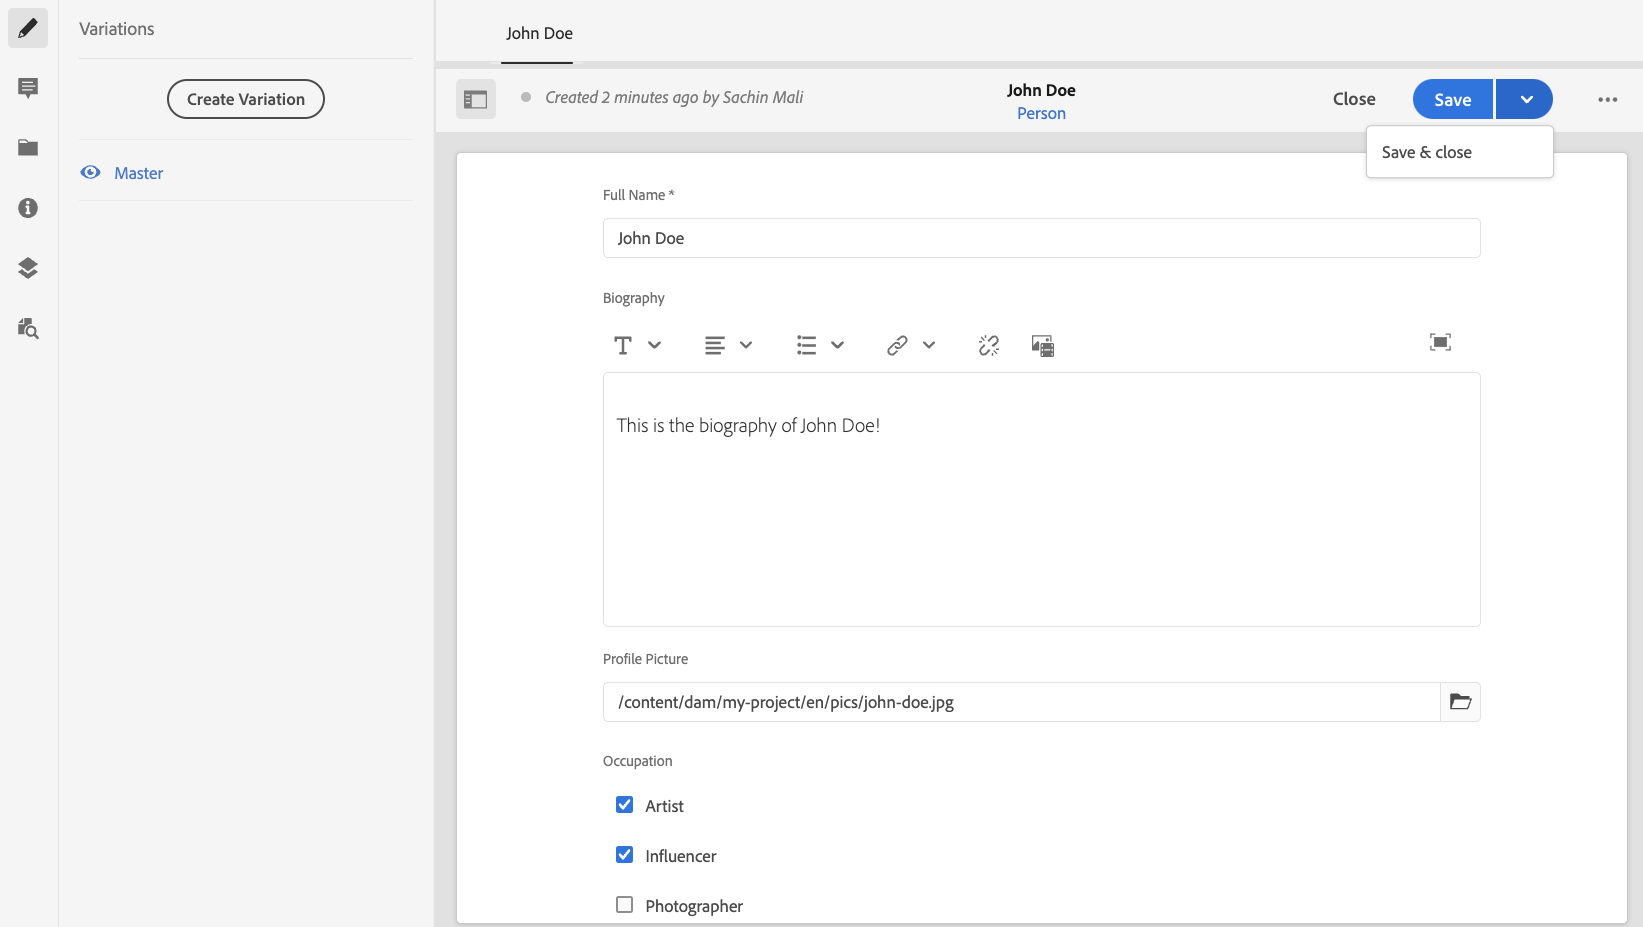 Variations
Create Variation
Master
John Doe
Created 2 minutes ago by Sachin Mali
John Doe
Person
Close
Save
Save & close
Full Name *
John Doe
Biography
This is the biography of John Doe!
Profile Picture
/content/dam/my-project/en/pics/john-doe.jpg
Occupation
Artist
Influencer
Photographer